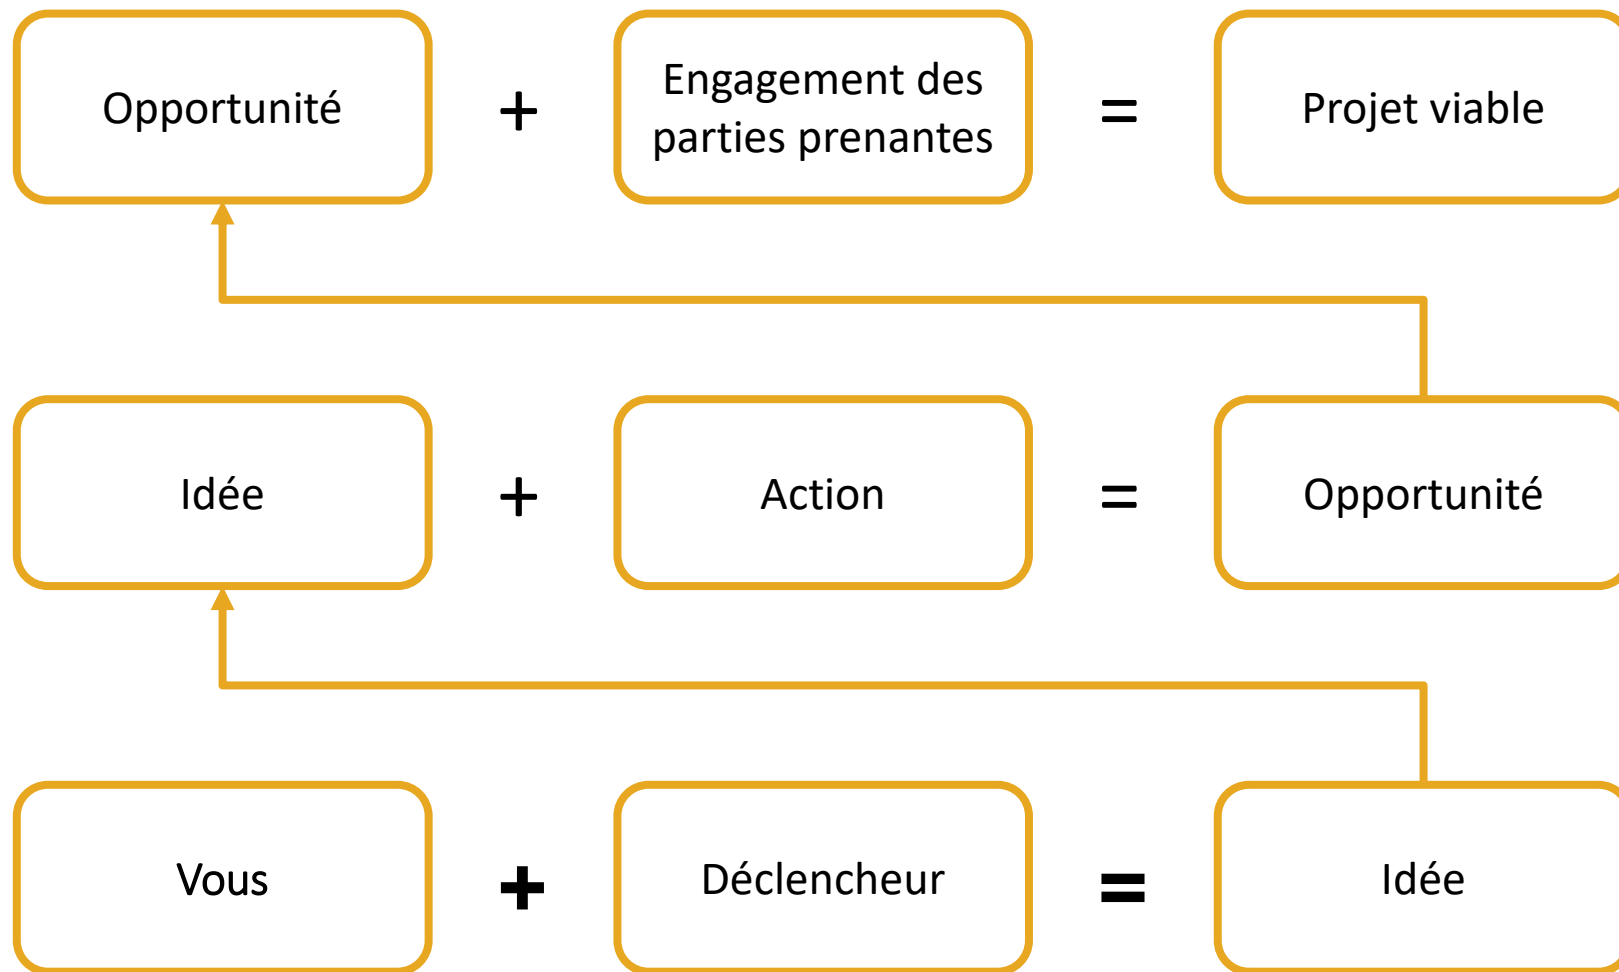 Opportunité + Engagement des = Projet viable
parties prenantes
Idée + Action = Opportunité
Vous + Déclencheur = Idée